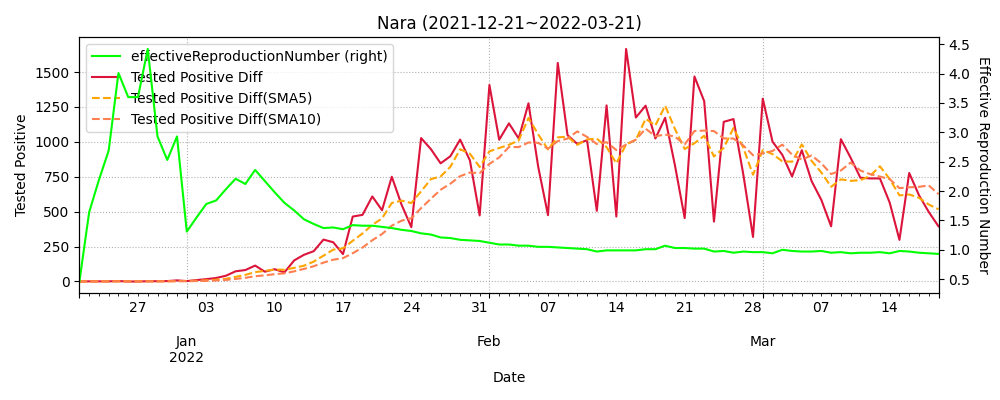 Nara (2021-12-21~2022-03-21)
effectiveReproductionNumber (right)
Tested Positive Diff
Tested Positive Diff(SMA5)
Tested Positive Diff(SMA10)
Tested Positive
1500
1250
1000
750
500
250
0
Effective Reproduction Number
4.5
4.0
3.5
3.0
2.5
2.0
1.5
1.0
0.5
27 03 10 17 24 31 07 14 21 28 07 14
Jan Feb Mar
2022
Date